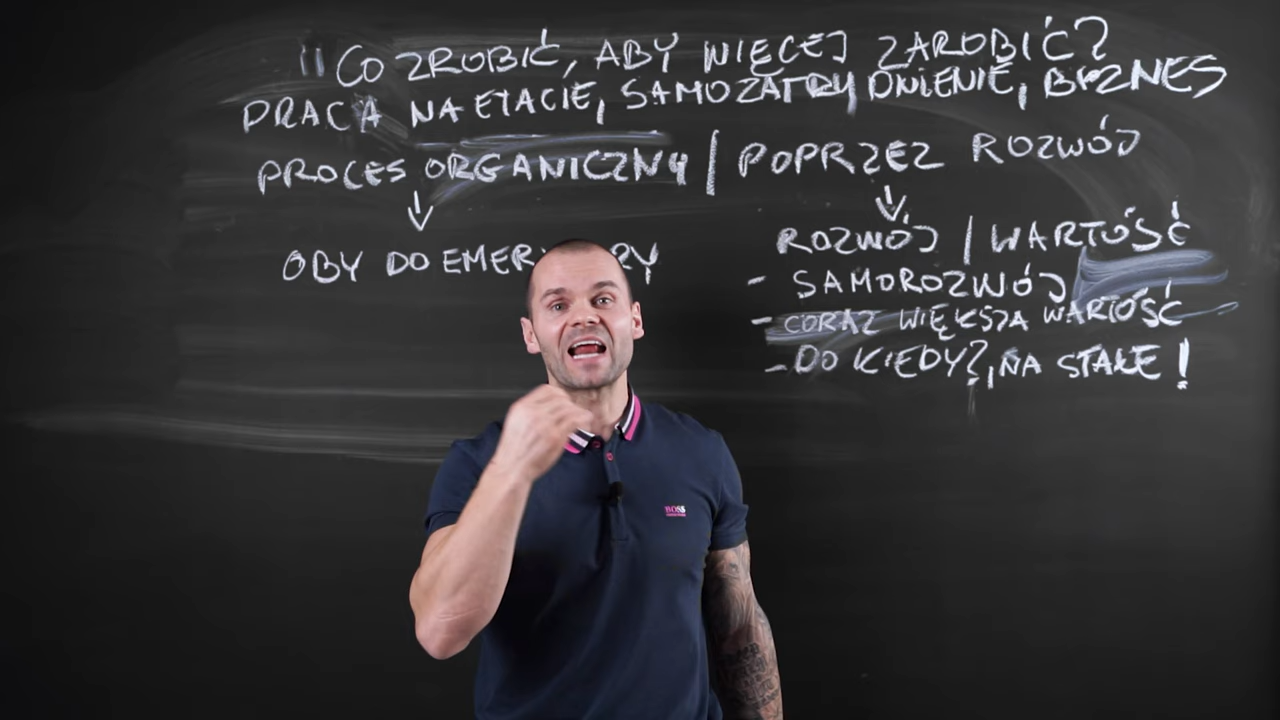 11 CO ZROBIĆ, ABY WIĘCEJ ZAROBIĆ?
PRACA NA ETACIE, SAMOZATRUDNIENIE, BIZNES
PROCES ORGANICZNY | POPRZEZ ROZWÓJ
OBY DO
ROZWÓJ | WARTOŚĆ
- SAMOROZWÓJ
- CORAZ WIĘKSZA WARTOŚĆ
- DO KIEDY?, NA STAŁE!
BOSS